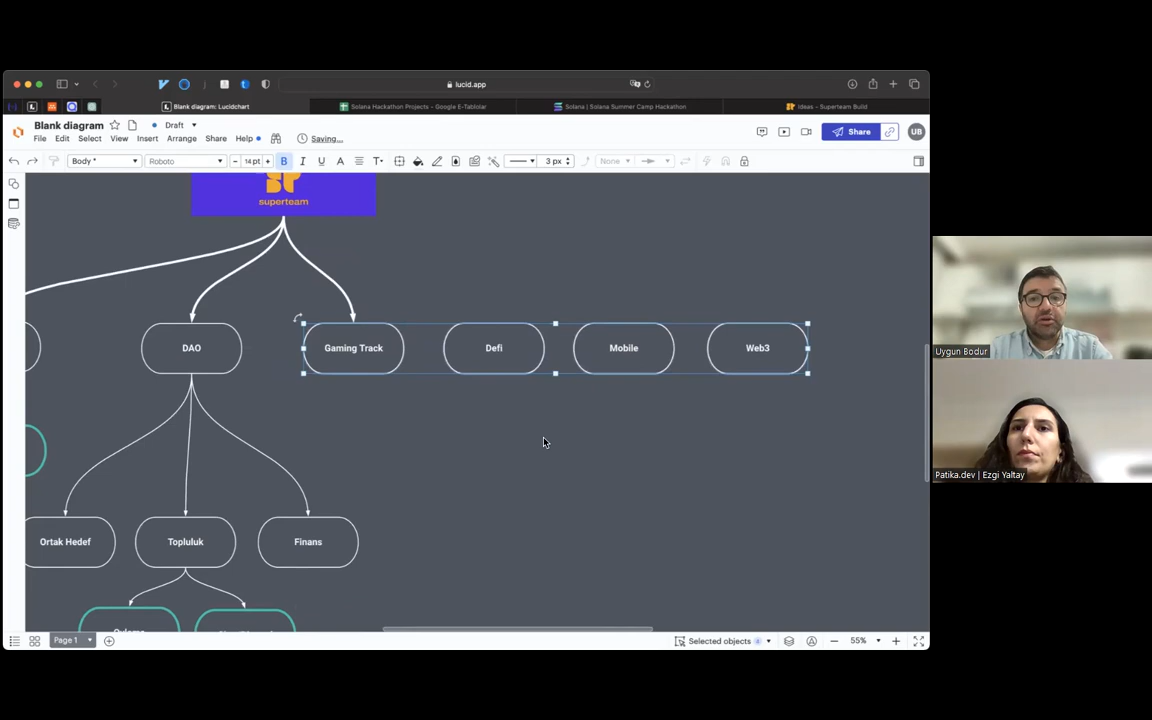 lucid.app
Blank diagram: Lucidchart
Solana Hackathon Projects - Google E-Tablolar
Solana | Solana Summer Camp Hackathon
Ideas – Superteam Build
Blank diagram
Draft
File Edit Select View Insert Arrange Share Help
Saving...
Share
UB
Body *
Roboto
14 pt
B I U A T
3 px
None
superteam
DAO
Gaming Track
Defi
Mobile
Web3
Uygun Bodur
Patika.dev | Ezgi Yaltay
Ortak Hedef
Topluluk
Finans
Page 1
Selected objects
55%